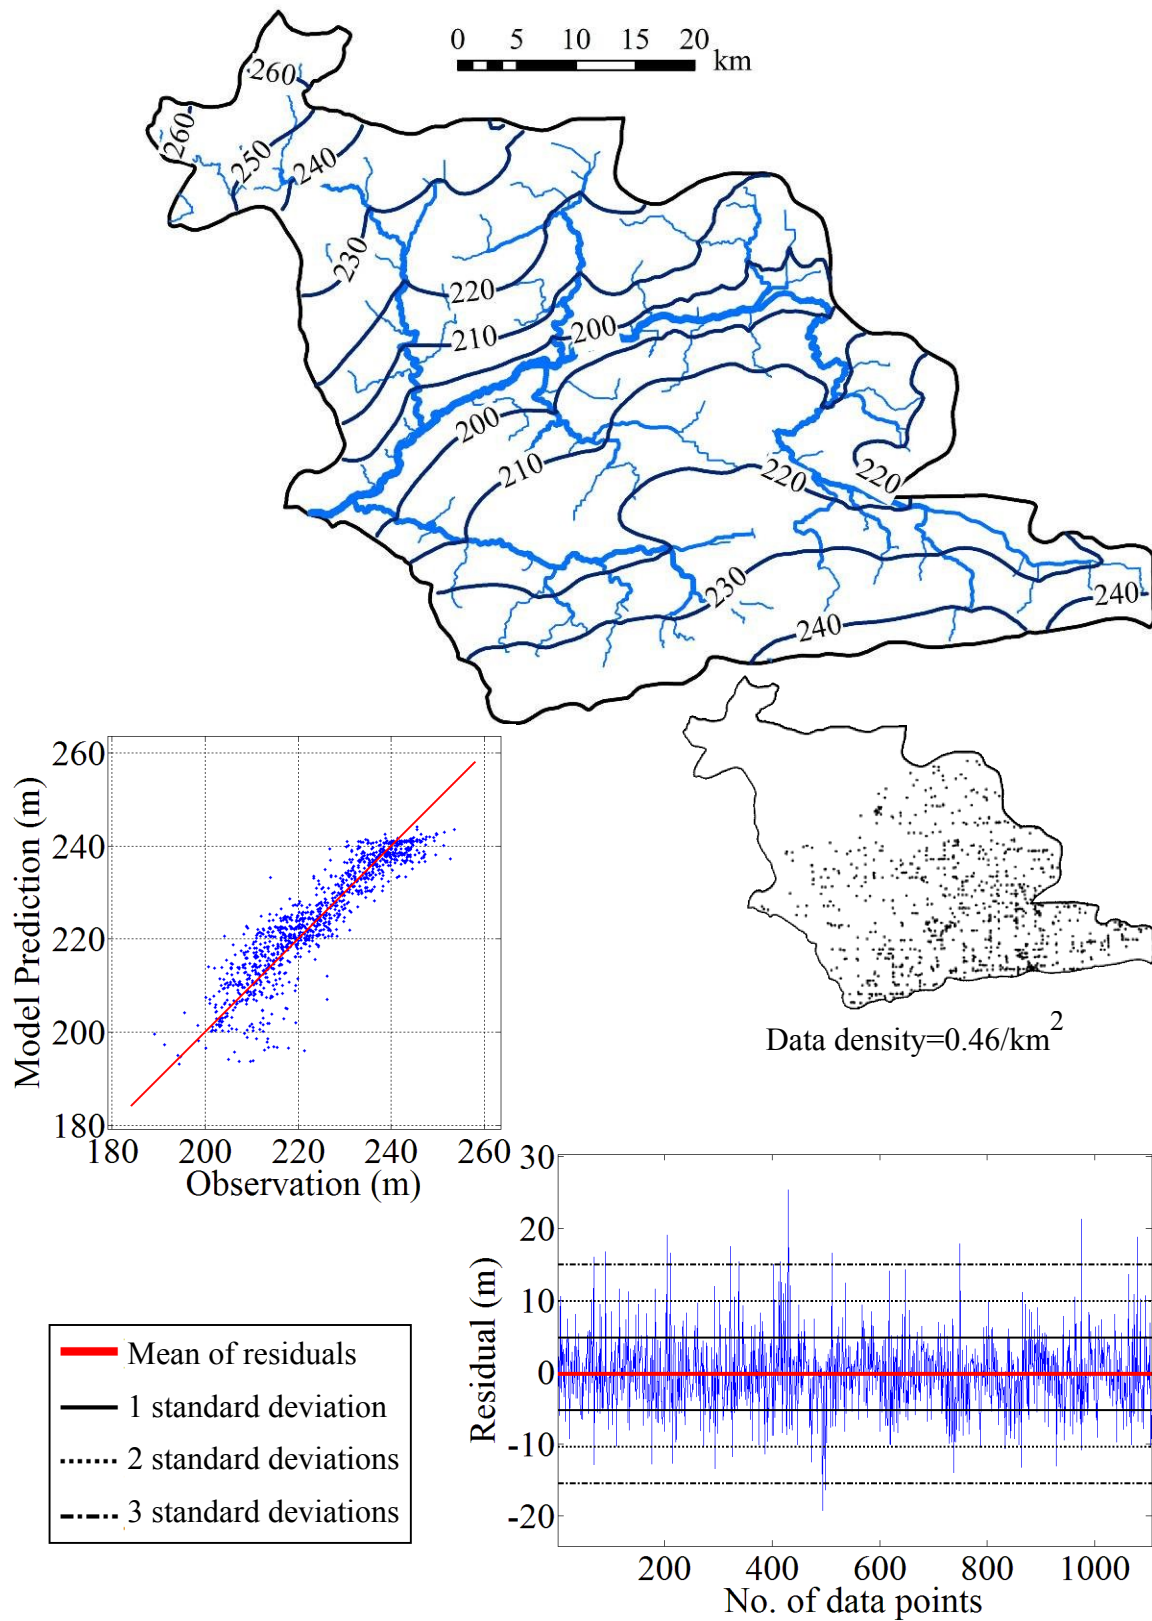 0 5 10 15 20
km
260
260
250
240
230
220
210
200
200
210
220
220
230
240
240
260
240
220
200
180
Model Prediction (m)
180 200 220 240 260
Observation (m)
Data density=0.46/km2
30
20
10
0
-10
-20
Residual (m)
200 400 600 800 1000
No. of data points
Mean of residuals
1 standard deviation
2 standard deviations
3 standard deviations